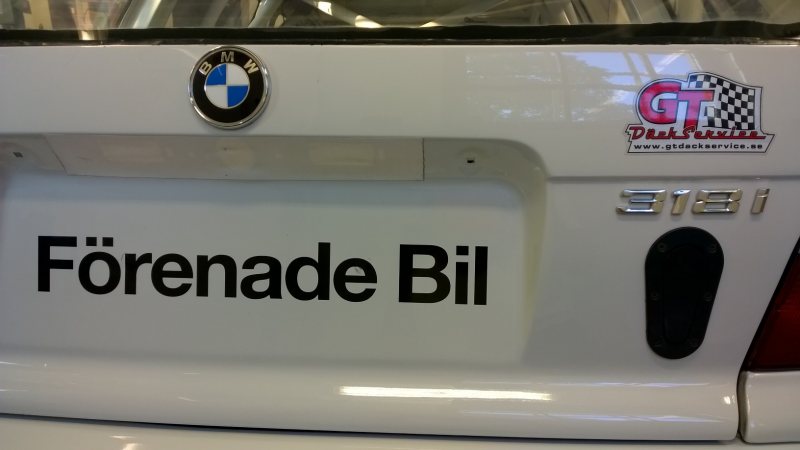 BMW
GT
DäckService
www.gtdackservice.se
318i
Förenade Bil